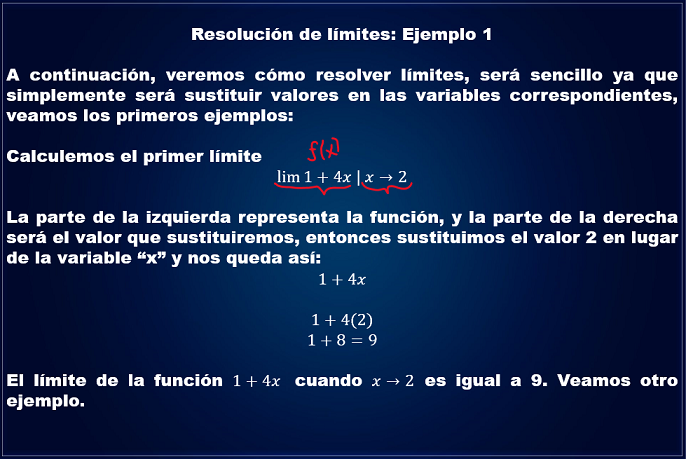 Resolución de límites: Ejemplo 1
A continuación, veremos cómo resolver límites, será sencillo ya que
simplemente será sustituir valores en las variables correspondientes,
veamos los primeros ejemplos:
Calculemos el primer límite
f(x)
lim 1 + 4x | x → 2
La parte de la izquierda representa la función, y la parte de la derecha
será el valor que sustituiremos, entonces sustituimos el valor 2 en lugar
de la variable “x” y nos queda así:
1 + 4x
1 + 4(2)
1 + 8 = 9
El límite de la función 1 + 4x cuando x → 2 es igual a 9. Veamos otro
ejemplo.